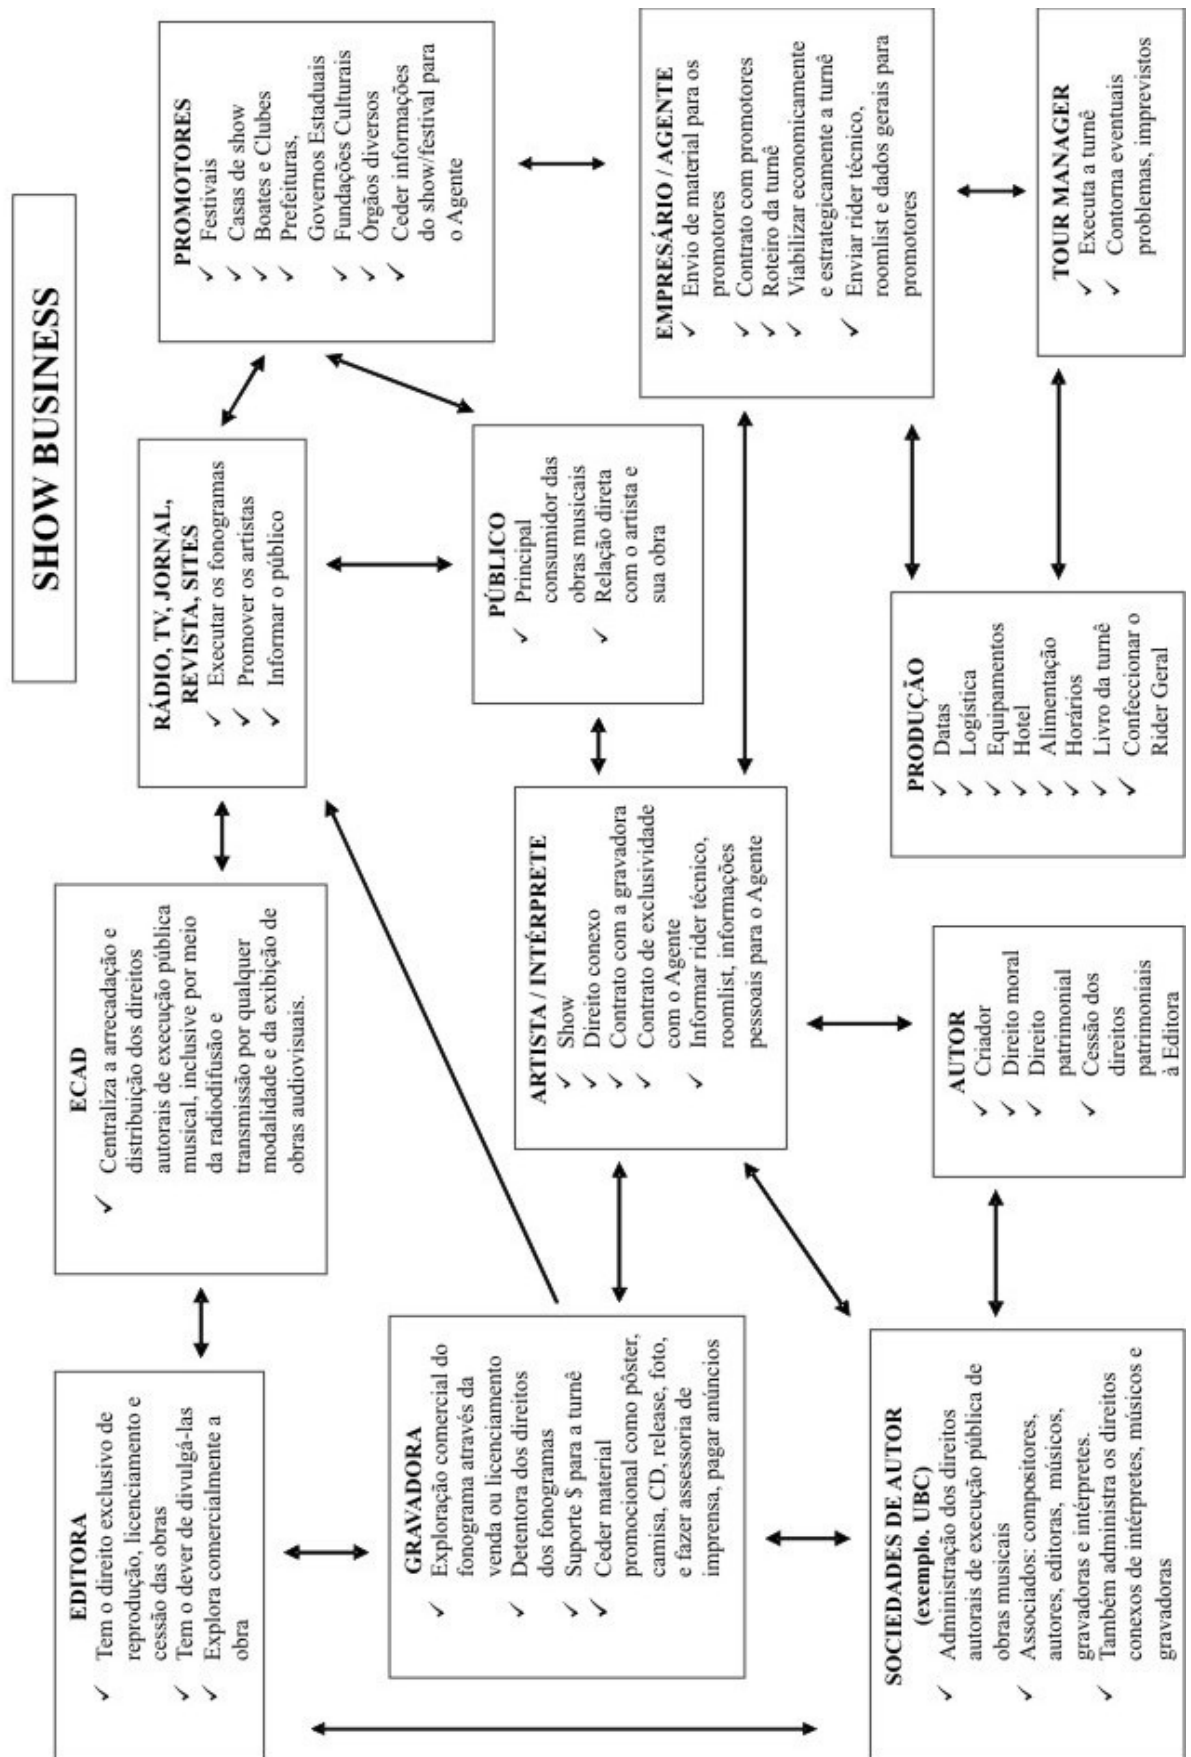 SHOW BUSINESS
EDITORA
✓ Tem o direito exclusivo de
reprodução, licenciamento e
cessão das obras
✓ Tem o dever de divulgá-las
✓ Explora comercialmente a
obra
ECAD
✓ Centraliza a arrecadação e
distribuição dos direitos
autorais de execução pública
musical, inclusive por meio
da radiodifusão e
transmissão por qualquer
modalidade e da exibição de
obras audiovisuais.
RÁDIO, TV, JORNAL,
REVISTA, SITES
✓ Executar os fonogramas
✓ Promover os artistas
✓ Informar o público
PROMOTORES
✓ Festivais
✓ Casas de show
✓ Boates e Clubes
✓ Prefeituras,
Governos Estaduais
✓ Fundações Culturais
✓ Órgãos diversos
✓ Ceder informações
do show/festival para
o Agente
GRAVADORA
✓ Exploração comercial do
fonograma através da
venda ou licenciamento
✓ Detentora dos direitos
dos fonogramas
✓ Suporte $ para a turnê
✓ Ceder material
promocional como pôster,
camisa, CD, release, foto,
e fazer assessoria de
imprensa, pagar anúncios
ARTISTA / INTÉRPRETE
✓ Show
✓ Direito conexo
✓ Contrato com a gravadora
✓ Contrato de exclusividade
com o Agente
✓ Informar rider técnico,
roomlist, informações
pessoais para o Agente
PÚBLICO
✓ Principal
consumidor das
obras musicais
✓ Relação direta
com o artista e
sua obra
EMPRESÁRIO / AGENTE
✓ Envio de material para os
promotores
✓ Contrato com promotores
✓ Roteiro da turnê
✓ Viabilizar economicamente
e estrategicamente a turnê
✓ Enviar rider técnico,
roomlist e dados gerais para
promotores
SOCIEDADES DE AUTOR
(exemplo. UBC)
✓ Administração dos direitos
autorais de execução pública de
obras musicais
✓ Associados: compositores,
autores, editoras, músicos,
gravadoras e intérpretes.
✓ Também administra os direitos
conexos de intérpretes, músicos e
gravadoras
AUTOR
✓ Criador
✓ Direito moral
✓ Direito
patrimonial
✓ Cessão dos
direitos
patrimoniais
à Editora
PRODUÇÃO
✓ Datas
✓ Logística
✓ Equipamentos
✓ Hotel
✓ Alimentação
✓ Horários
✓ Livro da turnê
✓ Confeccionar o
Rider Geral
TOUR MANAGER
✓ Executa a turnê
✓ Contorna eventuais
problemas, imprevistos